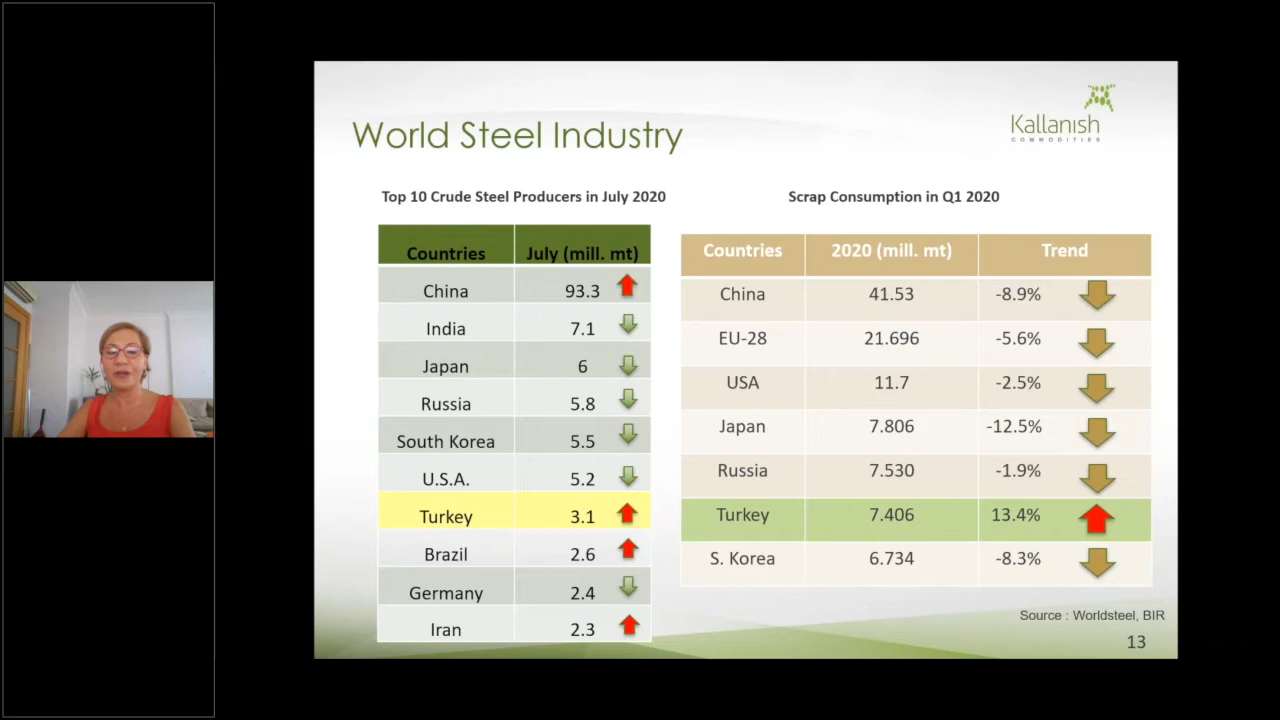 World Steel Industry
Kallanish
COMMODITIES
Top 10 Crude Steel Producers in July 2020
Countries July (mill. mt)
China 93.3
India 7.1
Japan 6
Russia 5.8
South Korea 5.5
U.S.A. 5.2
Turkey 3.1
Brazil 2.6
Germany 2.4
Iran 2.3
Scrap Consumption in Q1 2020
Countries 2020 (mill. mt) Trend
China 41.53 -8.9%
EU-28 21.696 -5.6%
USA 11.7 -2.5%
Japan 7.806 -12.5%
Russia 7.530 -1.9%
Turkey 7.406 13.4%
S. Korea 6.734 -8.3%
Source : Worldsteel, BIR
13